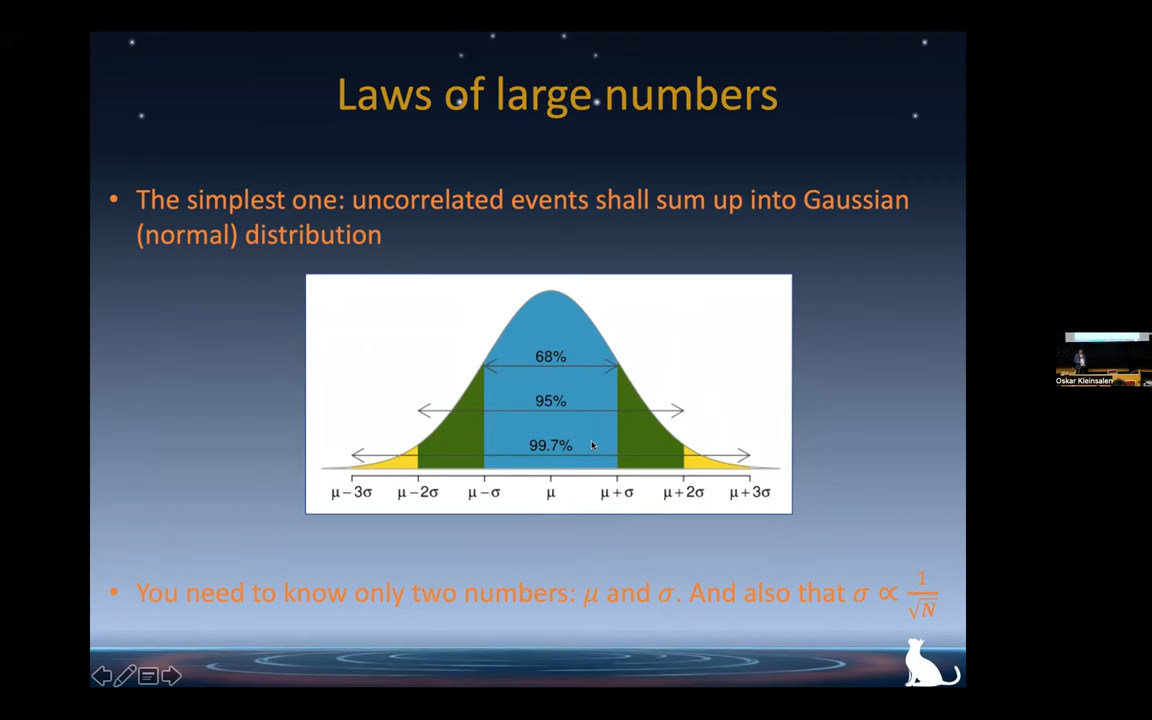 Laws of large numbers
• The simplest one: uncorrelated events shall sum up into Gaussian
(normal) distribution
68%
95%
99.7%
μ−3σ μ−2σ μ−σ μ μ+σ μ+2σ μ+3σ
Oskar Kleinsalen
• You need to know only two numbers: μ and σ. And also that σ ∝ 1/√N